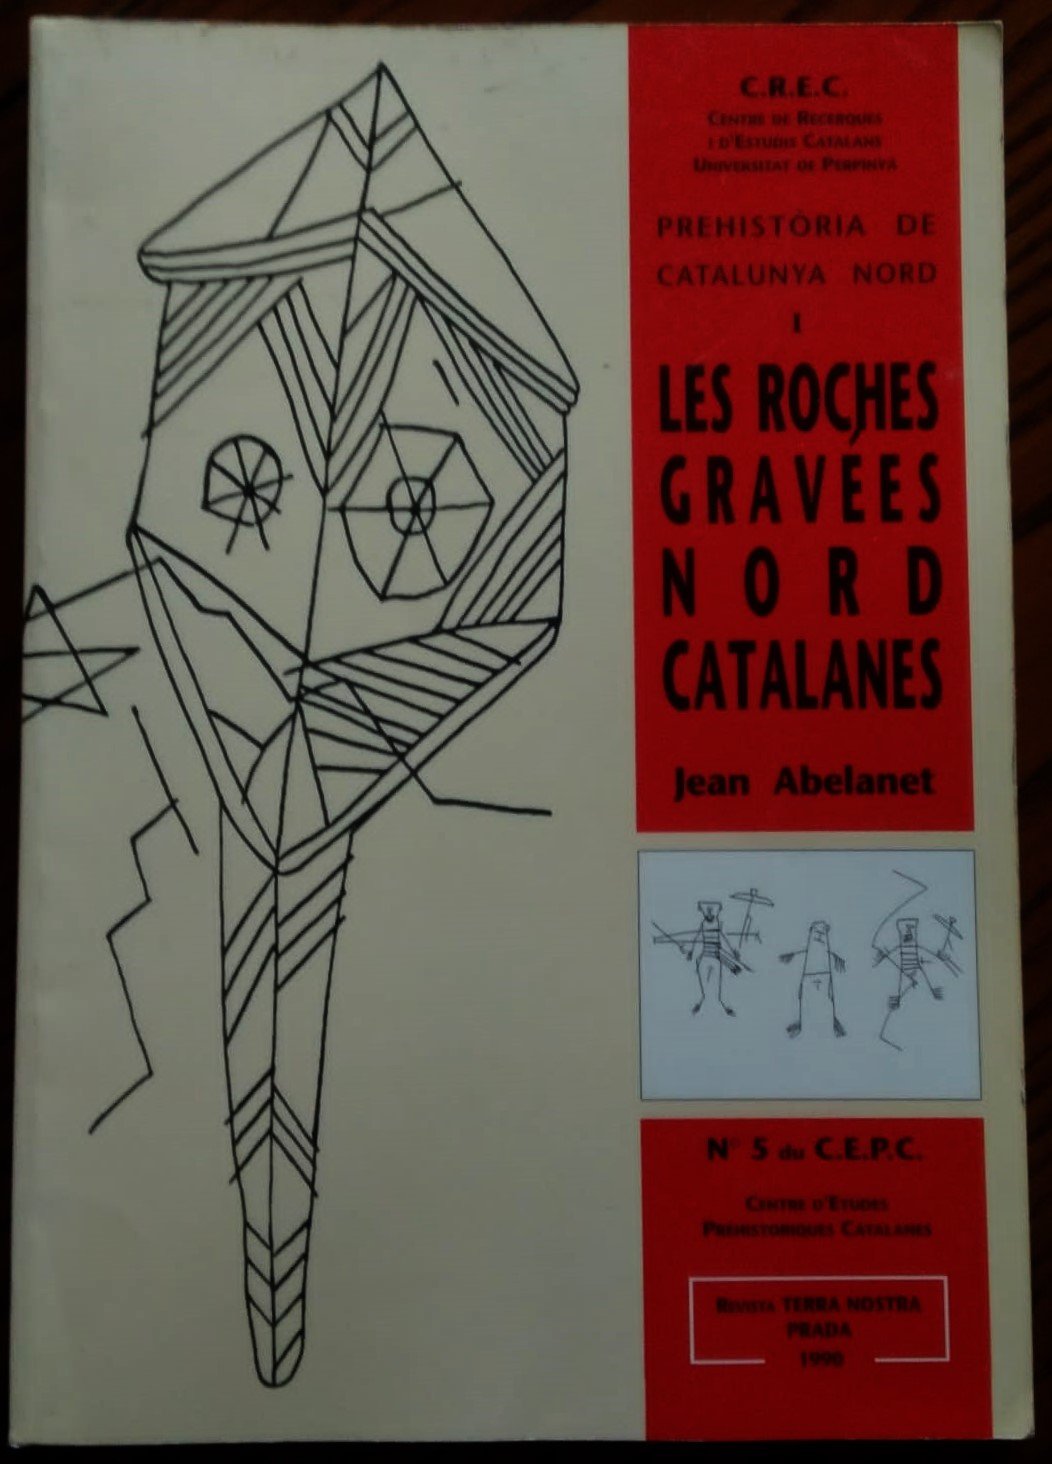 C.R.E.C.
CENTRE DE RECERQUES
I D'ESTUDIS CATALANS
UNIVERSITAT DE PERPINYÀ
PREHISTÒRIA DE
CATALUNYA NORD
I
LES ROCHES
GRAVÉES
NORD
CATALANES
Jean Abelanet
N° 5 du C.E.P.C.
CENTRE D'ETUDES
PREHISTORIQUES CATALANES
REVISTA TERRA NOSTRA
PRADA
1990